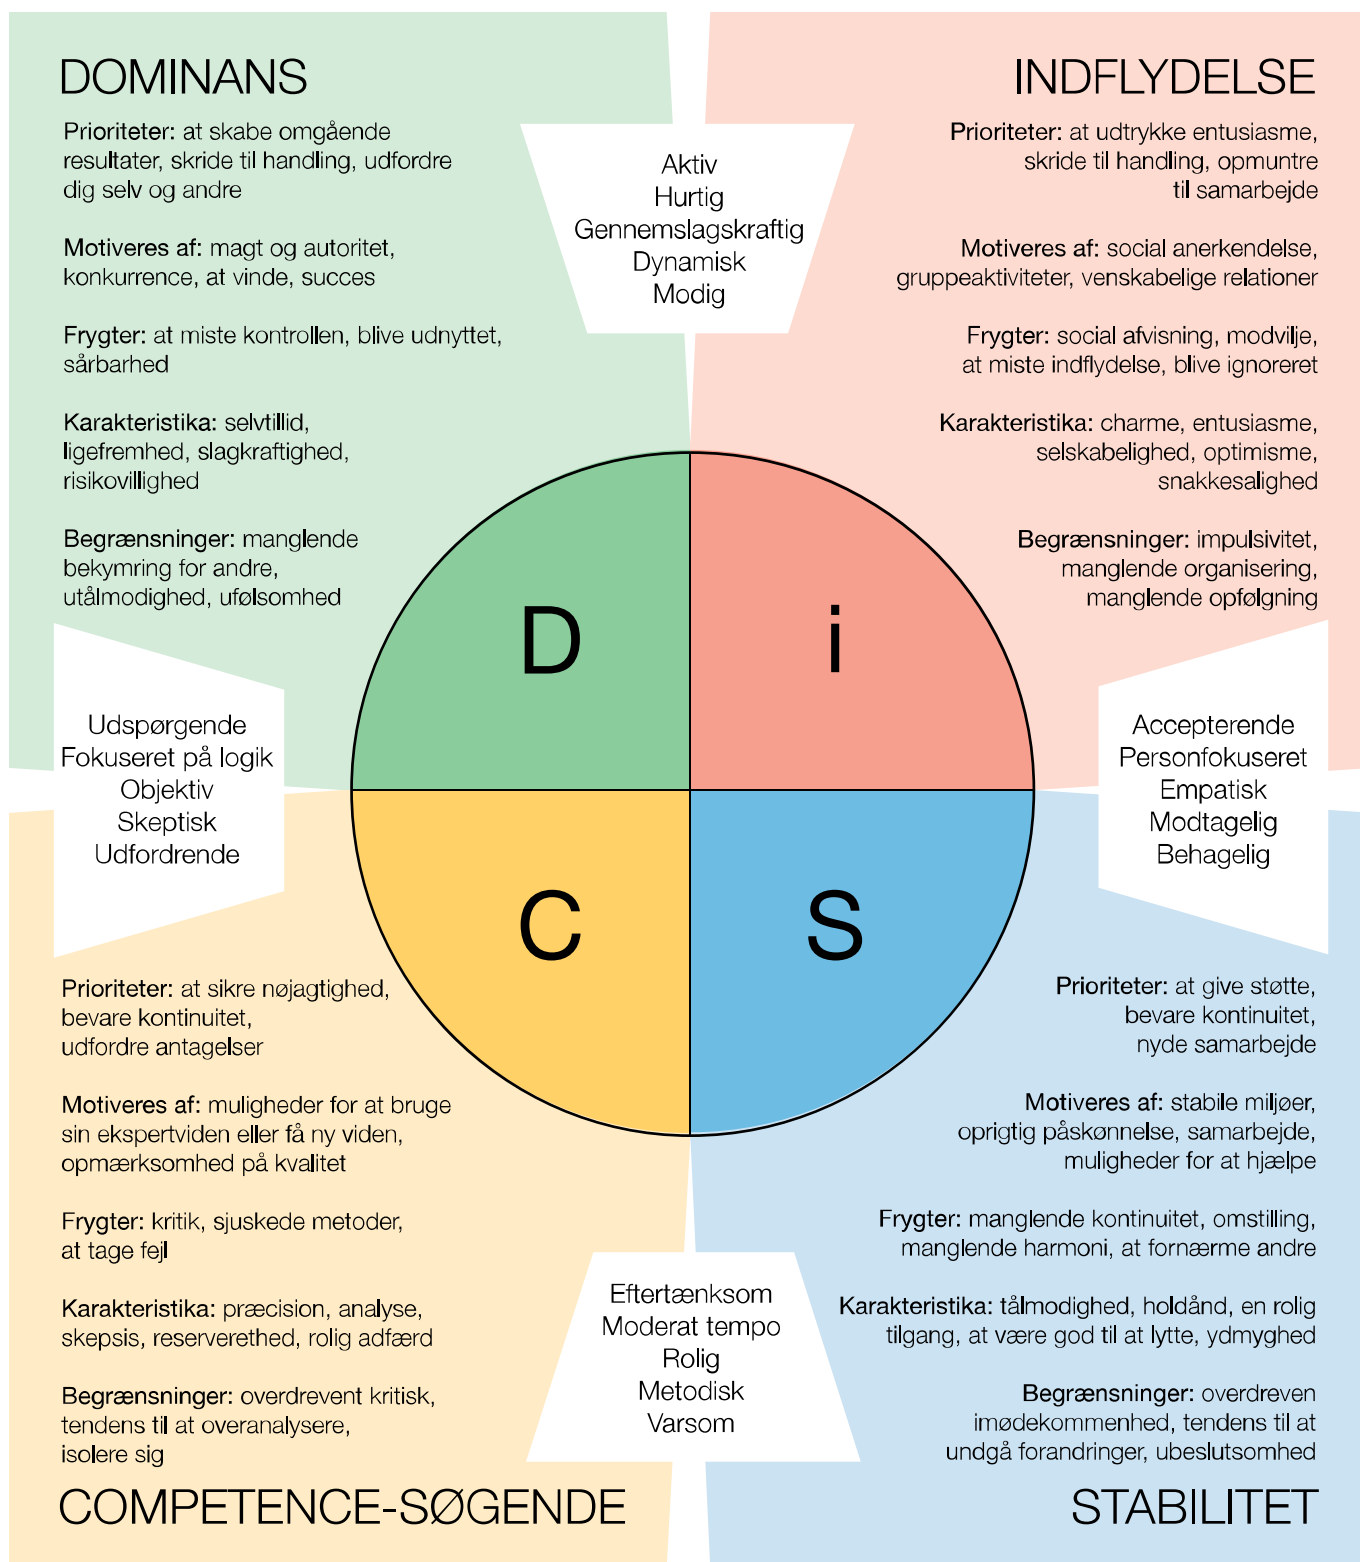 DOMINANS
Prioriteter: at skabe omgående
resultater, skride til handling, udfordre
dig selv og andre
Motiveres af: magt og autoritet,
konkurrence, at vinde, succes
Frygter: at miste kontrollen, blive udnyttet,
sårbarhed
Karakteristika: selvtillid,
ligefremhed, slagkraftighed,
risikovillighed
Begrænsninger: manglende
bekymring for andre,
utålmodighed, ufølsomhed
Aktiv
Hurtig
Gennemslagskraftig
Dynamisk
Modig
INDFLYDELSE
Prioriteter: at udtrykke entusiasme,
skride til handling, opmuntre
til samarbejde
Motiveres af: social anerkendelse,
gruppeaktiviteter, venskabelige relationer
Frygter: social afvisning, modvilje,
at miste indflydelse, blive ignoreret
Karakteristika: charme, entusiasme,
selskabelighed, optimisme,
snakkesalighed
Begrænsninger: impulsivitet,
manglende organisering,
manglende opfølgning
D
i
Udspørgende
Fokuseret på logik
Objektiv
Skeptisk
Udfordrende
Accepterende
Personfokuseret
Empatisk
Modtagelig
Behagelig
C
S
Prioriteter: at sikre nøjagtighed,
bevare kontinuitet,
udfordre antagelser
Motiveres af: muligheder for at bruge
sin ekspertviden eller få ny viden,
opmærksomhed på kvalitet
Frygter: kritik, sjuskede metoder,
at tage fejl
Karakteristika: præcision, analyse,
skepsis, reserverethed, rolig adfærd
Begrænsninger: overdrevent kritisk,
tendens til at overanalysere,
isolere sig
COMPETENCE-SØGENDE
Eftertænksom
Moderat tempo
Rolig
Metodisk
Varsom
Prioriteter: at give støtte,
bevare kontinuitet,
nyde samarbejde
Motiveres af: stabile miljøer,
oprigtig påskønnelse, samarbejde,
muligheder for at hjælpe
Frygter: manglende kontinuitet, omstilling,
manglende harmoni, at fornærme andre
Karakteristika: tålmodighed, holdånd, en rolig
tilgang, at være god til at lytte, ydmyghed
Begrænsninger: overdreven
imødekommenhed, tendens til at
undgå forandringer, ubeslutsomhed
STABILITET